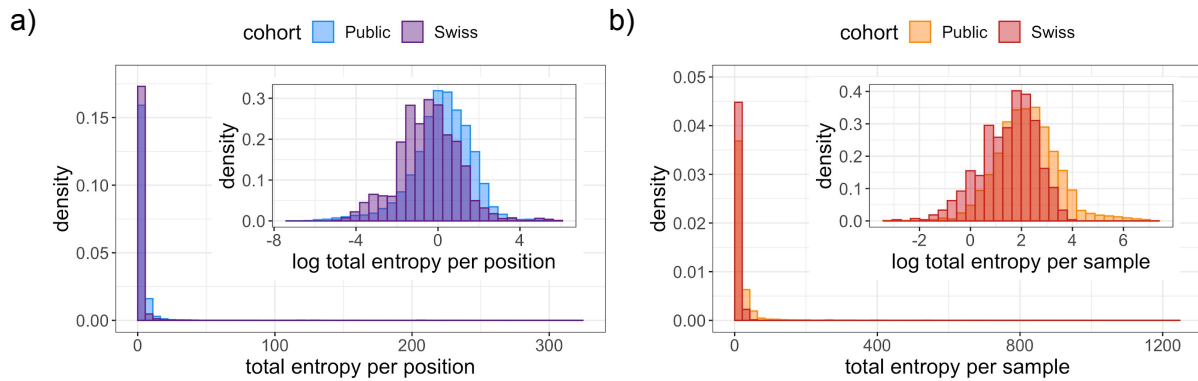 a)
cohort Public Swiss
density
0.15
0.10
0.05
0.00
0 100 200 300
total entropy per position
density
0.3
0.2
0.1
0.0
-8 -4 0 4
log total entropy per position
b)
cohort Public Swiss
density
0.05
0.04
0.03
0.02
0.01
0.00
0 400 800 1200
total entropy per sample
density
0.4
0.3
0.2
0.1
0.0
-2 0 2 4 6
log total entropy per sample